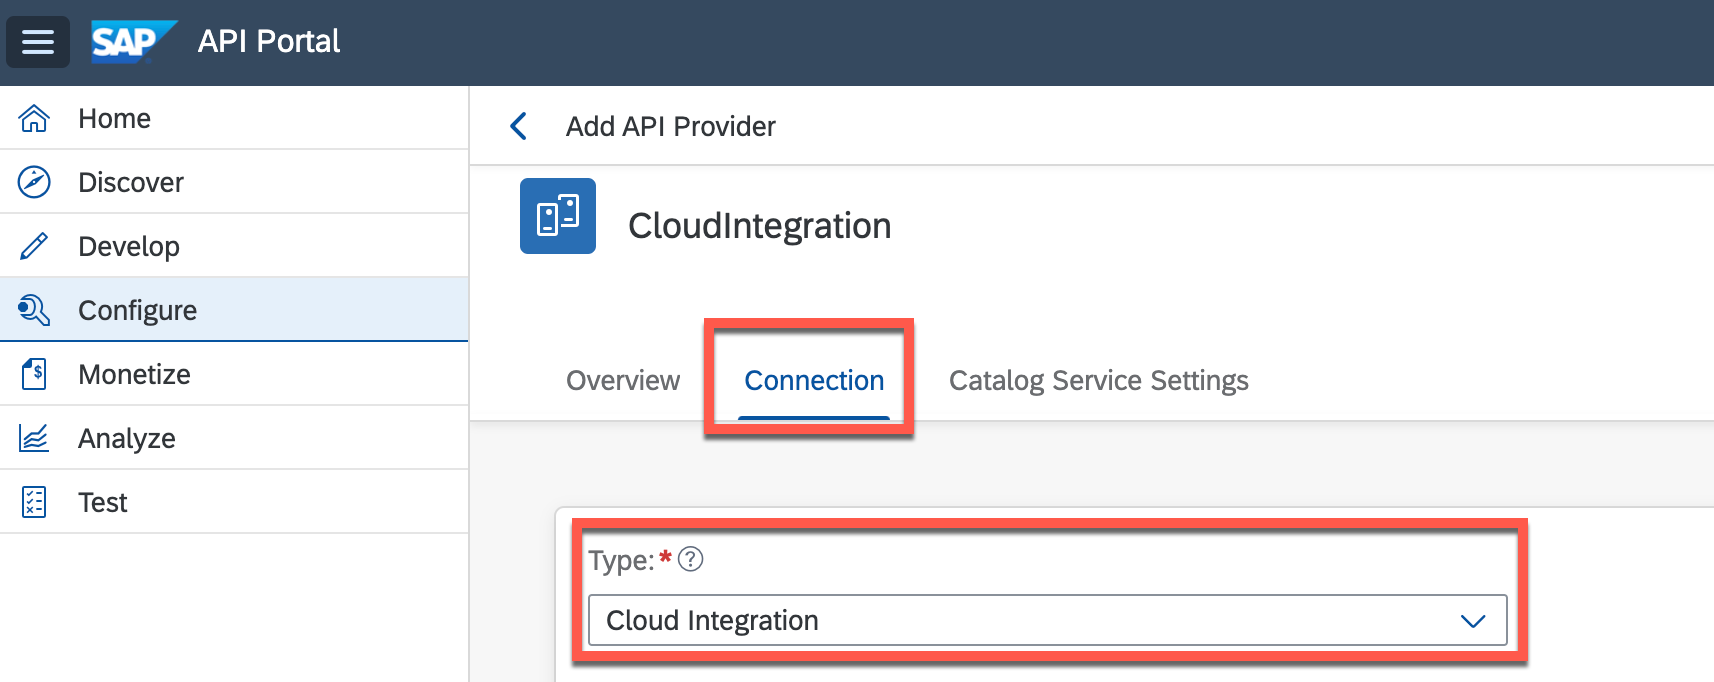 SAP API Portal
Home
Discover
Develop
Configure
Monetize
Analyze
Test
Add API Provider
CloudIntegration
Overview Connection Catalog Service Settings
Type:*?
Cloud Integration